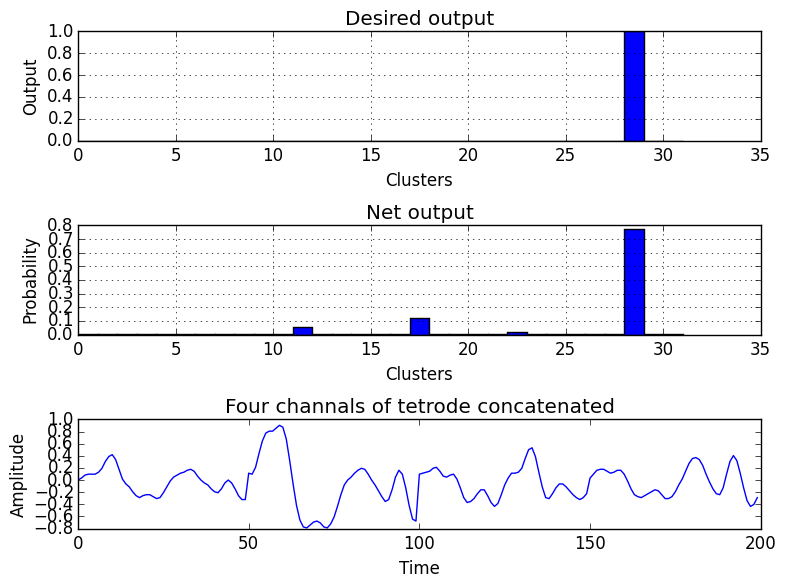 Desired output
1.0
0.8
0.6
0.4
0.2
0.0
Output
0 5 10 15 20 25 30 35
Clusters
Net output
0.8
0.7
0.6
0.5
0.4
0.3
0.2
0.1
0.0
Probability
0 5 10 15 20 25 30 35
Clusters
Four channals of tetrode concatenated
1.0
0.8
0.6
0.4
0.2
0.0
−0.2
−0.4
−0.6
−0.8
Amplitude
0 50 100 150 200
Time